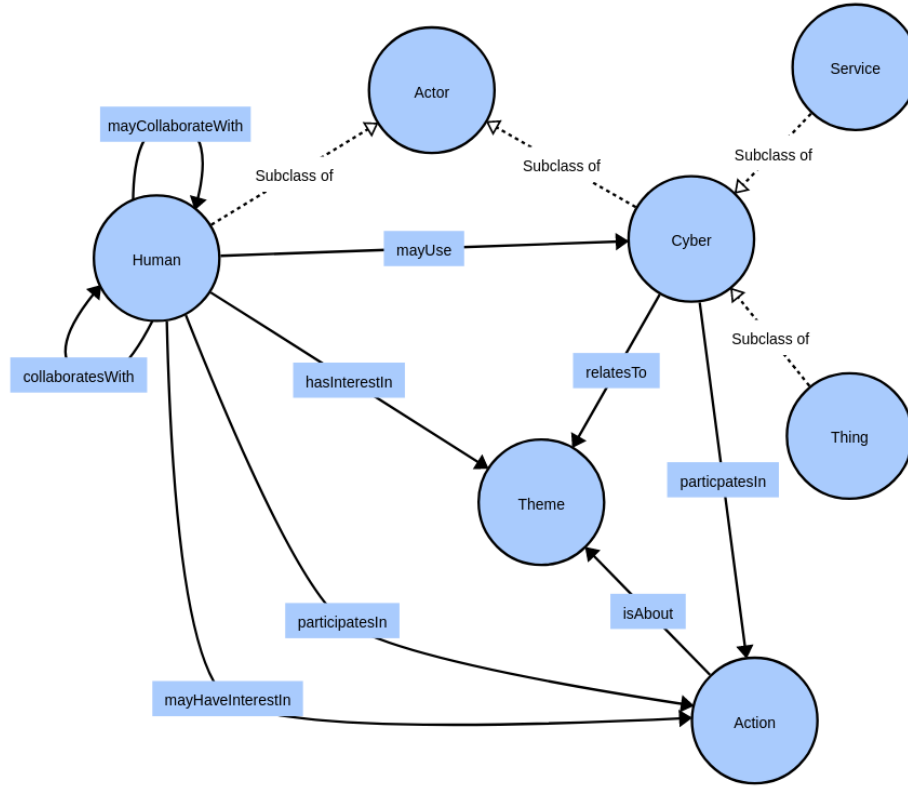 Service
Actor
mayCollaborateWith
Subclass of
Subclass of
Subclass of
Human
mayUse
Cyber
Subclass of
collaboratesWith
hasInterestIn
relatesTo
Thing
particpatesIn
Theme
isAbout
participatesIn
mayHaveInterestIn
Action